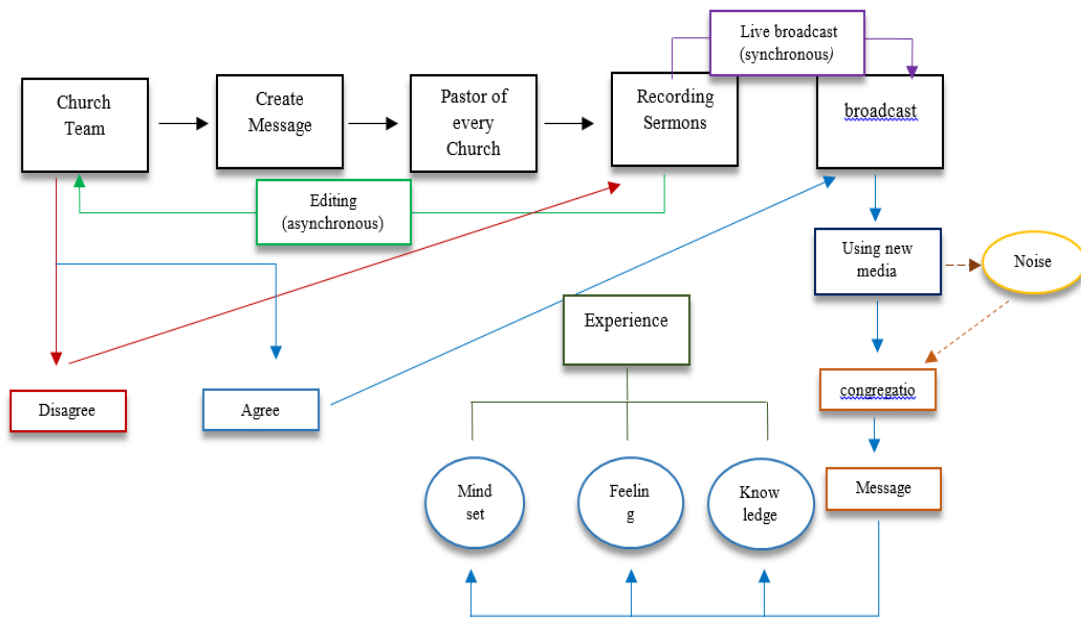 Live broadcast
(synchronous)
Church
Team
Create
Message
Pastor of
every
Church
Recording
Sermons
broadcast
Editing
(asynchronous)
Using new
media
Noise
Experience
Disagree
Agree
congregatio
Mind
set
Feelin
g
Know
ledge
Message